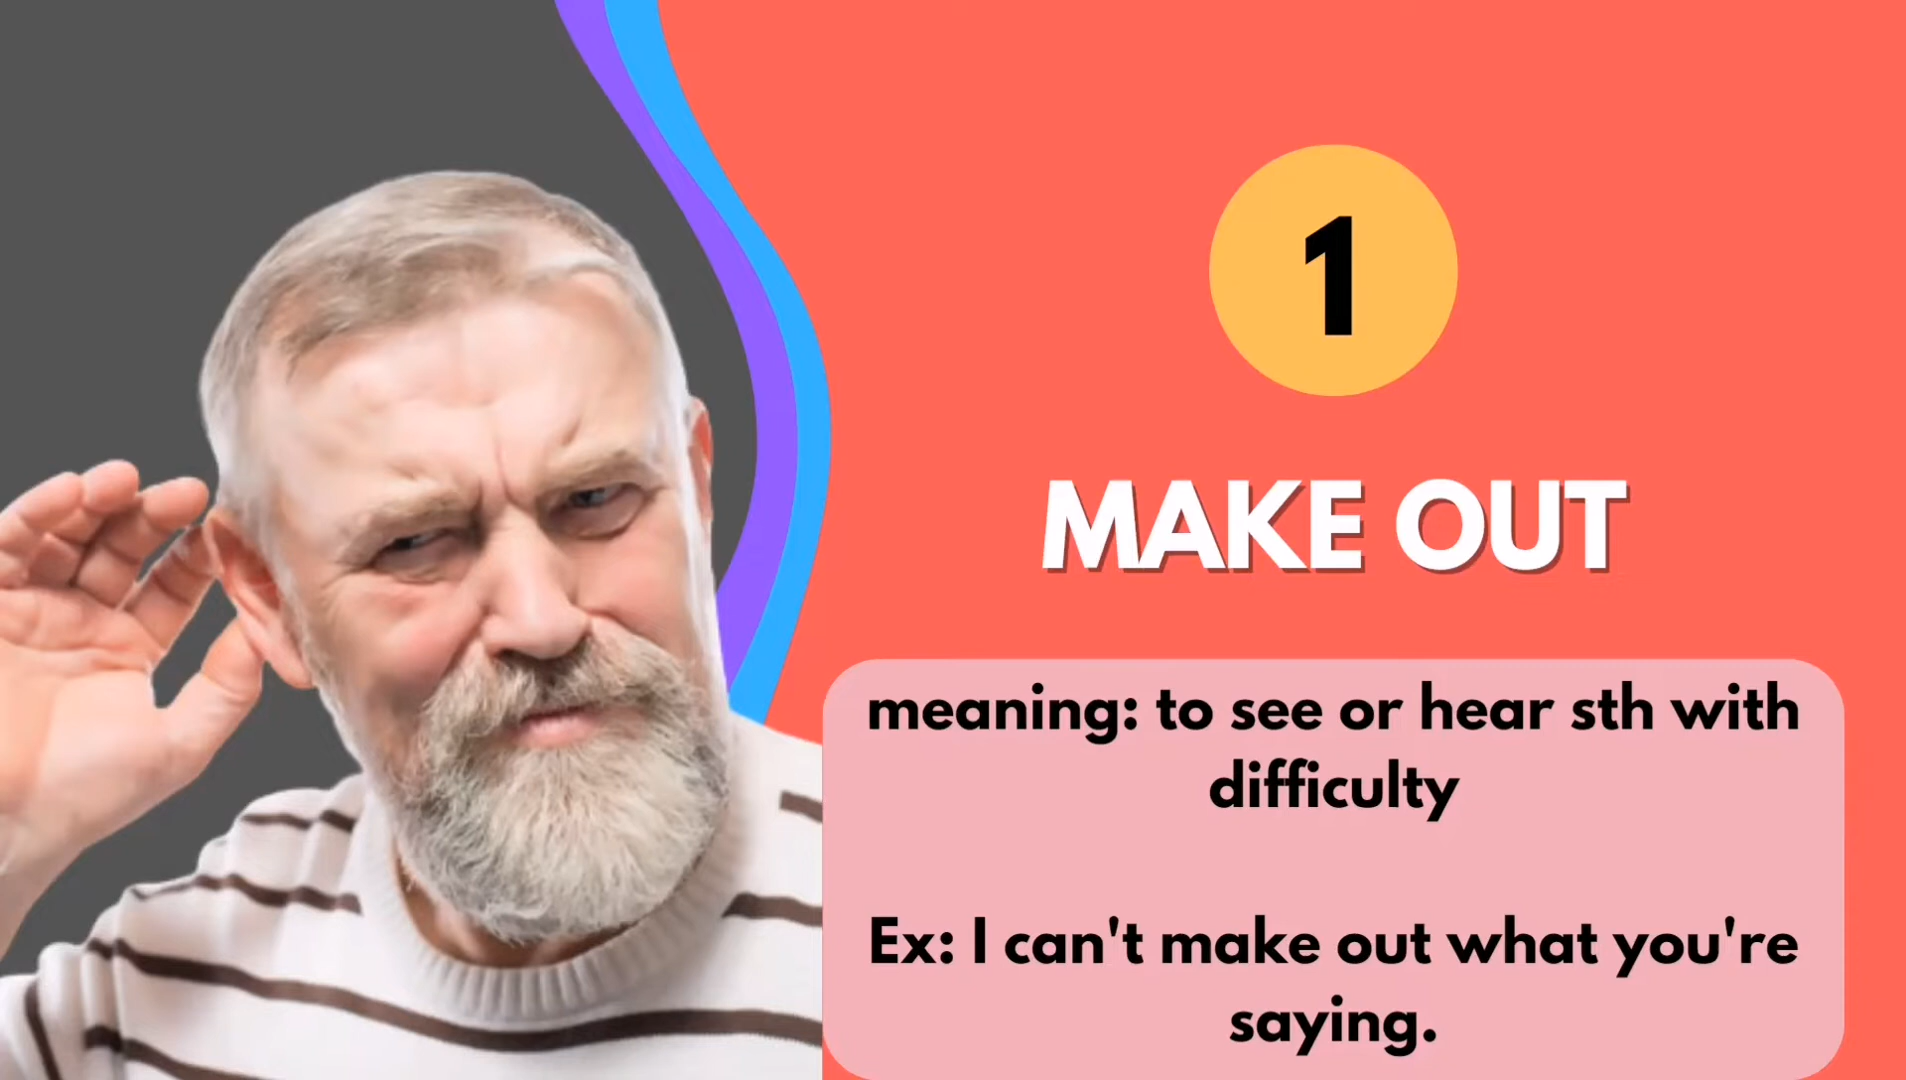 1
MAKE OUT
meaning: to see or hear sth with
difficulty
Ex: I can't make out what you're
saying.